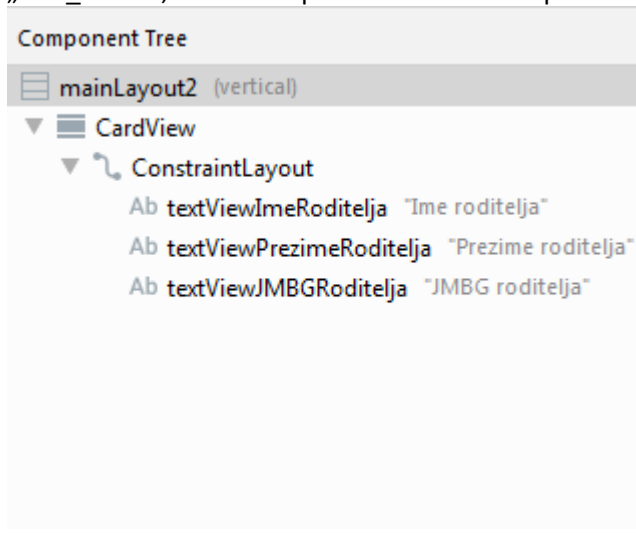 Component Tree
mainLayout2 (vertical)
CardView
ConstraintLayout
Ab textViewImeRoditelja "Ime roditelja"
Ab textViewPrezimeRoditelja "Prezime roditelja"
Ab textViewJMBGRoditelja "JMBG roditelja"